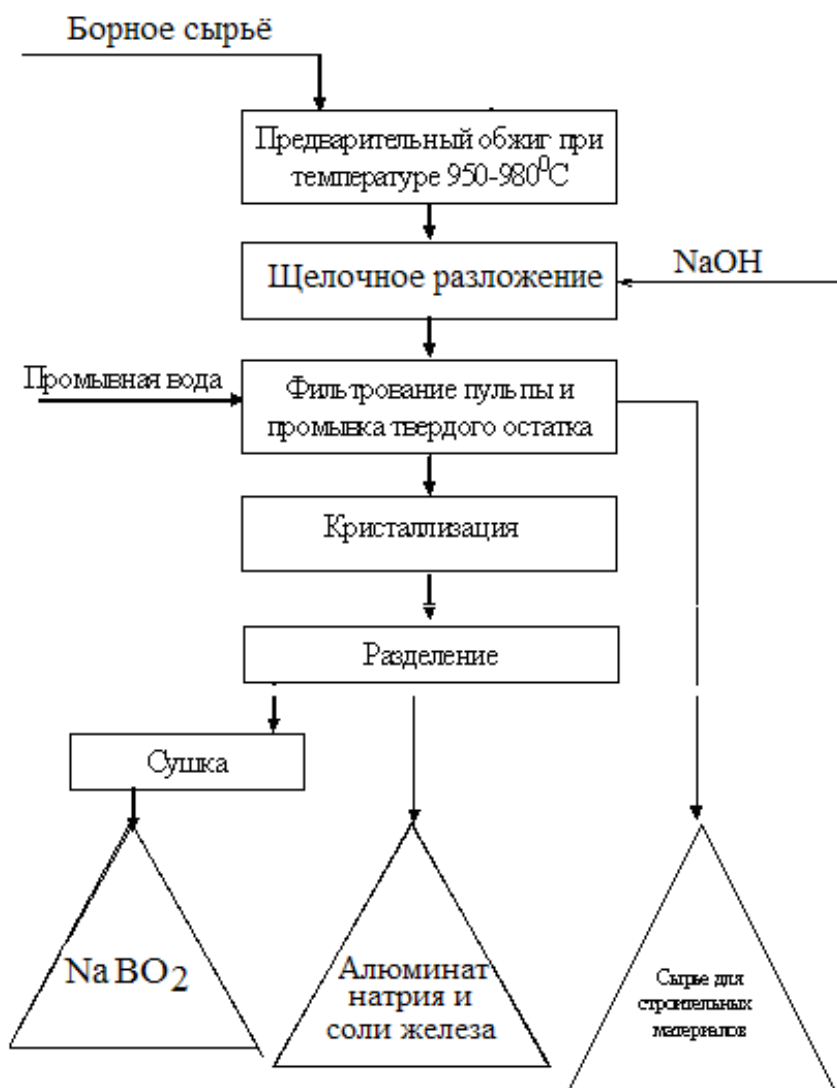 Борное сырьё
Предварительный обжиг при
температуре 950-980⁰С
Щелочное разложение
NaOH
Промывная вода
Фильтрование пульпы и
промывка твердого остатка
Кристаллизация
Разделение
Сушка
NaBO₂
Алюминат
натрия и
соли железа
Сырье для
строительных
материалов